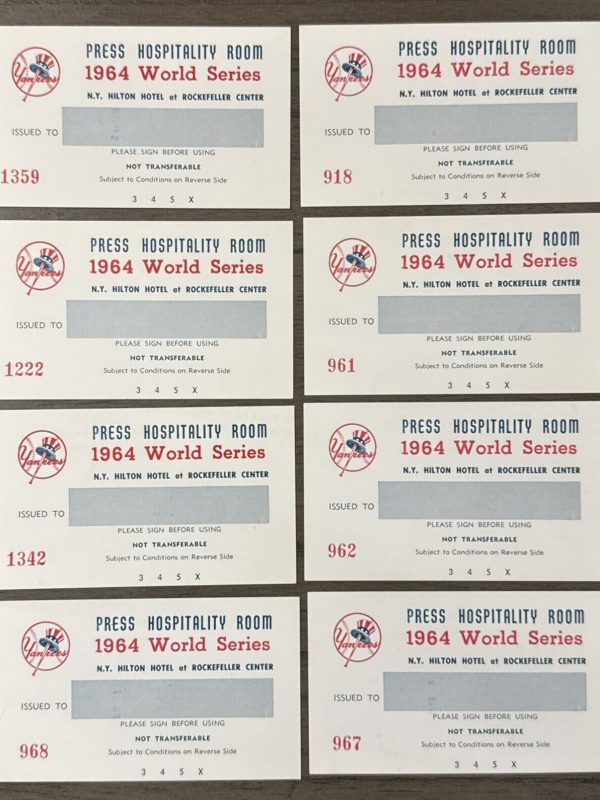 Yankees
PRESS HOSPITALITY ROOM
1964 World Series
N.Y. HILTON HOTEL at ROCKEFELLER CENTER
ISSUED TO
PLEASE SIGN BEFORE USING
NOT TRANSFERABLE
1359
Subject to Conditions on Reverse Side
3 4 5 X
Yankees
PRESS HOSPITALITY ROOM
1964 World Series
N.Y. HILTON HOTEL at ROCKEFELLER CENTER
ISSUED TO
PLEASE SIGN BEFORE USING
NOT TRANSFERABLE
918
Subject to Conditions on Reverse Side
3 4 5 X
Yankees
PRESS HOSPITALITY ROOM
1964 World Series
N.Y. HILTON HOTEL at ROCKEFELLER CENTER
ISSUED TO
PLEASE SIGN BEFORE USING
NOT TRANSFERABLE
1222
Subject to Conditions on Reverse Side
3 4 5 X
Yankees
PRESS HOSPITALITY ROOM
1964 World Series
N.Y. HILTON HOTEL at ROCKEFELLER CENTER
ISSUED TO
PLEASE SIGN BEFORE USING
NOT TRANSFERABLE
961
Subject to Conditions on Reverse Side
3 4 5 X
Yankees
PRESS HOSPITALITY ROOM
1964 World Series
N.Y. HILTON HOTEL at ROCKEFELLER CENTER
ISSUED TO
PLEASE SIGN BEFORE USING
NOT TRANSFERABLE
1342
Subject to Conditions on Reverse Side
3 4 5 X
Yankees
PRESS HOSPITALITY ROOM
1964 World Series
N.Y. HILTON HOTEL at ROCKEFELLER CENTER
ISSUED TO
PLEASE SIGN BEFORE USING
NOT TRANSFERABLE
962
Subject to Conditions on Reverse Side
3 4 5 X
Yankees
PRESS HOSPITALITY ROOM
1964 World Series
N.Y. HILTON HOTEL at ROCKEFELLER CENTER
ISSUED TO
PLEASE SIGN BEFORE USING
NOT TRANSFERABLE
968
Subject to Conditions on Reverse Side
3 4 5 X
Yankees
PRESS HOSPITALITY ROOM
1964 World Series
N.Y. HILTON HOTEL at ROCKEFELLER CENTER
ISSUED TO
PLEASE SIGN BEFORE USING
NOT TRANSFERABLE
967
Subject to Conditions on Reverse Side
3 4 5 X